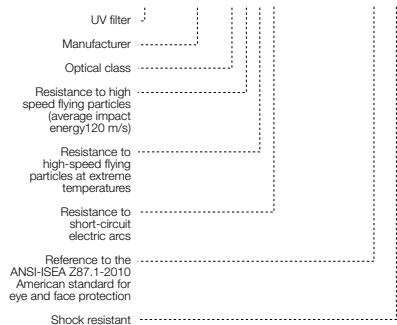 UV filter
Manufacturer
Optical class
Resistance to high
speed flying particles
(average impact
energy120 m/s)
Resistance to
high-speed flying
particles at extreme
temperatures
Resistance to
short-circuit
electric arcs
Reference to the
ANSI-ISEA Z87.1-2010
American standard for
eye and face protection
Shock resistant